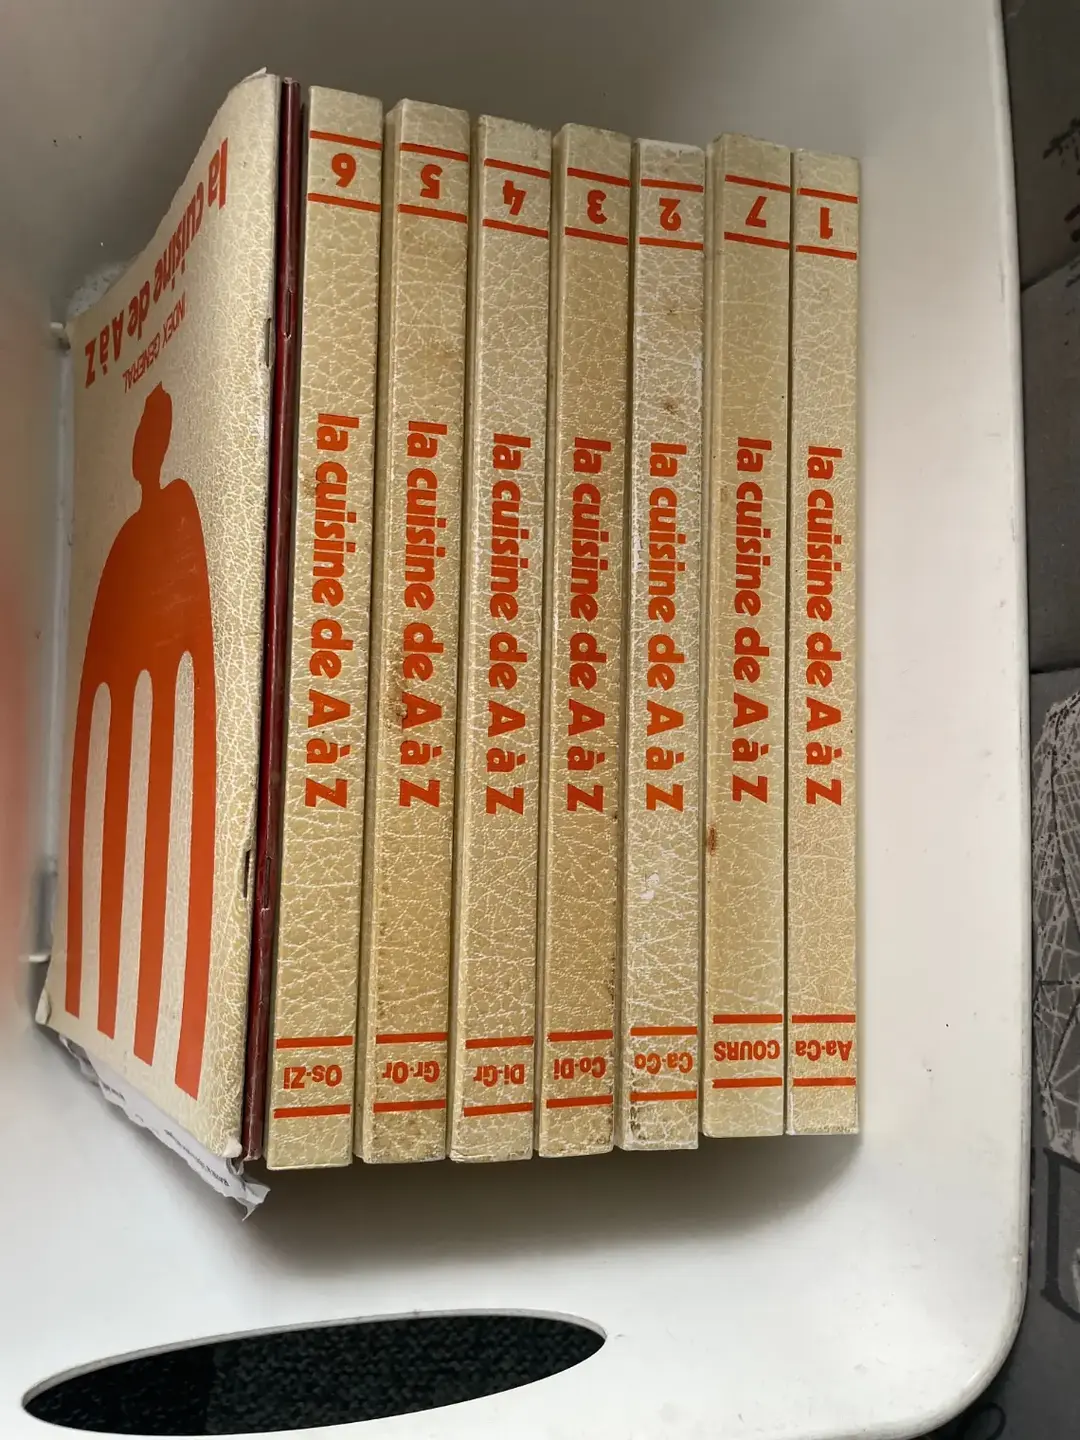 la cuisine de A à Z
INDEX GENERAL
6
la cuisine de A à Z
Os-Zi
5
la cuisine de A à Z
Gr-Or
4
la cuisine de A à Z
Di-Gr
3
la cuisine de A à Z
Co-Di
2
la cuisine de A à Z
Ca-Co
7
la cuisine de A à Z
COURS
1
la cuisine de A à Z
Aa-Ca